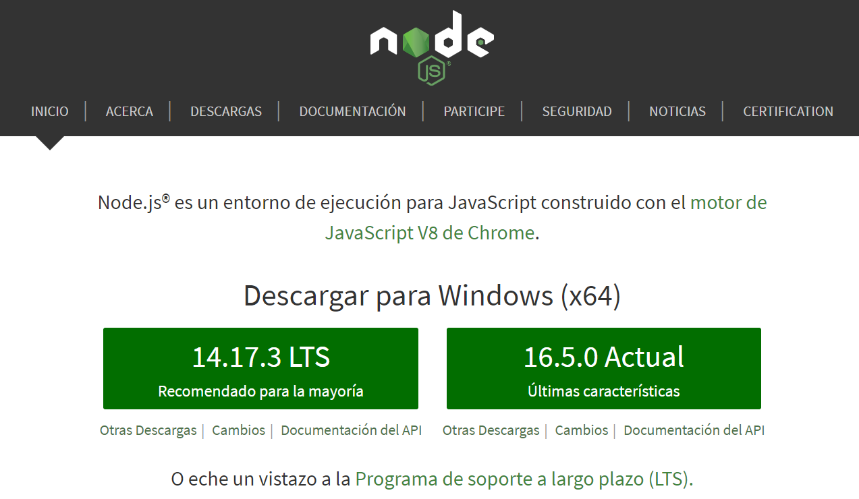 node
JS®
INICIO | ACERCA | DESCARGAS | DOCUMENTACIÓN | PARTICIPE | SEGURIDAD | NOTICIAS | CERTIFICATION
Node.js® es un entorno de ejecución para JavaScript construido con el motor de
JavaScript V8 de Chrome.
Descargar para Windows (x64)
14.17.3 LTS
Recomendado para la mayoría
16.5.0 Actual
Últimas características
Otras Descargas | Cambios | Documentación del API
Otras Descargas | Cambios | Documentación del API
O eche un vistazo a la Programa de soporte a largo plazo (LTS).